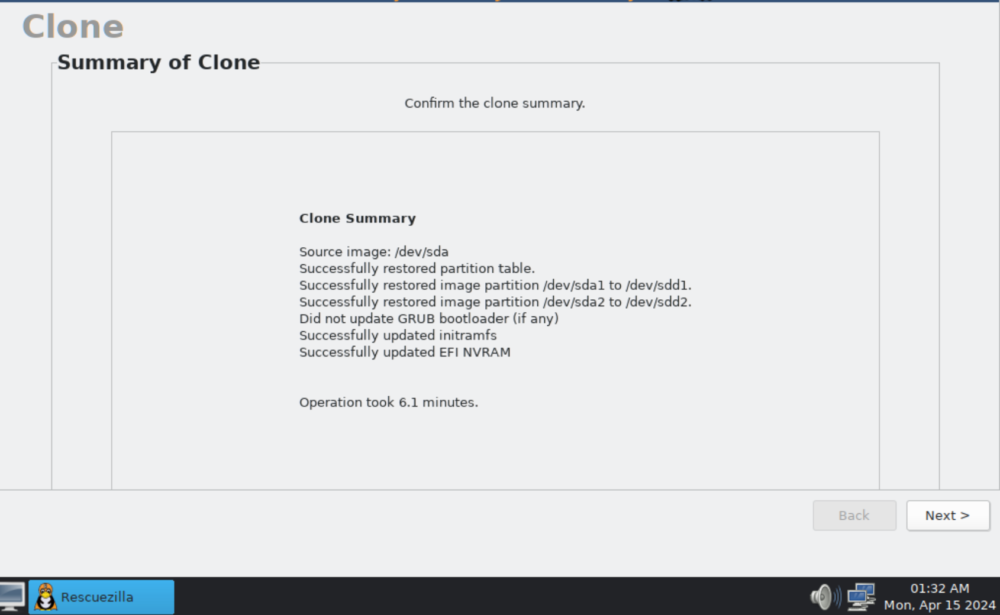 Clone
Summary of Clone
Confirm the clone summary.
Clone Summary
Source image: /dev/sda
Successfully restored partition table.
Successfully restored image partition /dev/sda1 to /dev/sdd1.
Successfully restored image partition /dev/sda2 to /dev/sdd2.
Did not update GRUB bootloader (if any)
Successfully updated initramfs
Successfully updated EFI NVRAM
Operation took 6.1 minutes.
Back
Next >
Rescuezilla
01:32 AM
Mon, Apr 15 2024